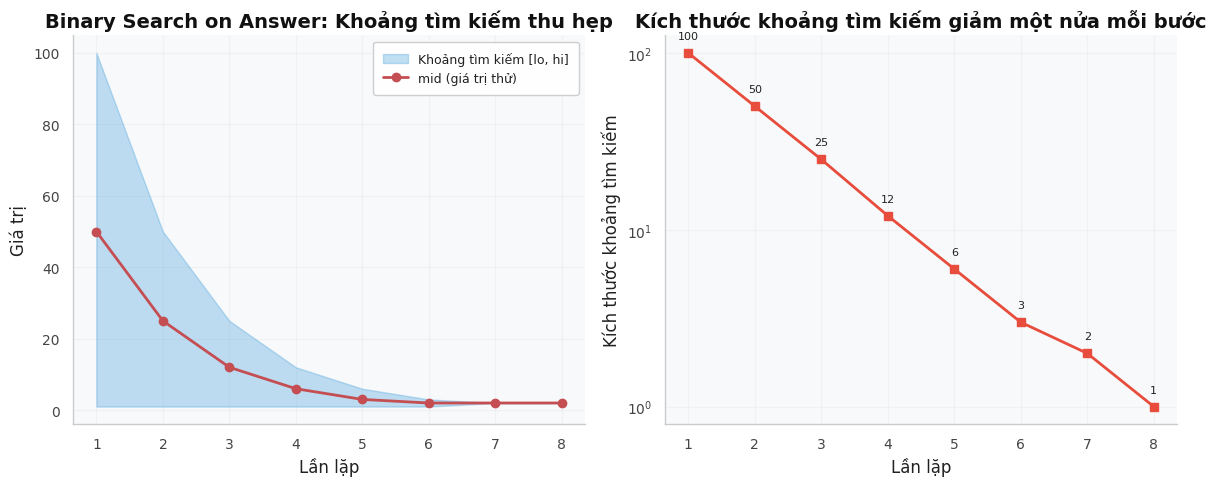 Binary Search on Answer: Khoảng tìm kiếm thu hẹp
Giá trị
100
80
60
40
20
0
Khoảng tìm kiếm [lo, hi]
mid (giá trị thử)
1 2 3 4 5 6 7 8
Lần lặp
Kích thước khoảng tìm kiếm giảm một nửa mỗi bước
Kích thước khoảng tìm kiếm
10²
10¹
10⁰
100
50
25
12
6
3
2
1
1 2 3 4 5 6 7 8
Lần lặp